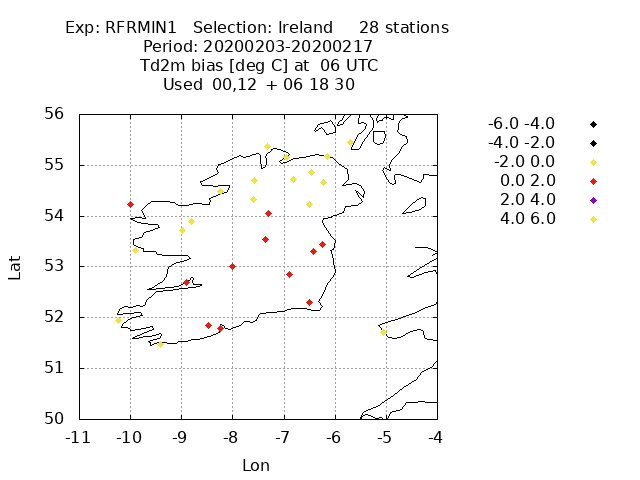 Exp: RFRMIN1 Selection: Ireland 28 stations
Period: 20200203-20200217
Td2m bias [deg C] at 06 UTC
Used 00,12 + 06 18 30
56
55
54
53
52
51
50
-11 -10 -9 -8 -7 -6 -5 -4
Lat
Lon
-6.0 -4.0
-4.0 -2.0
-2.0 0.0
0.0 2.0
2.0 4.0
4.0 6.0